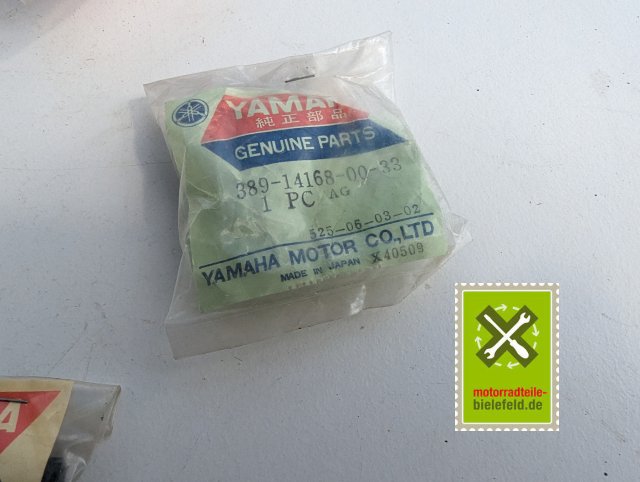 YAMAHA
純正部品
GENUINE PARTS
389-14168-00-33
1 PC AG
525-06-03-02
YAMAHA MOTOR CO.,LTD
MADE IN JAPAN X40509
A
motorradteile-
bielefeld.de